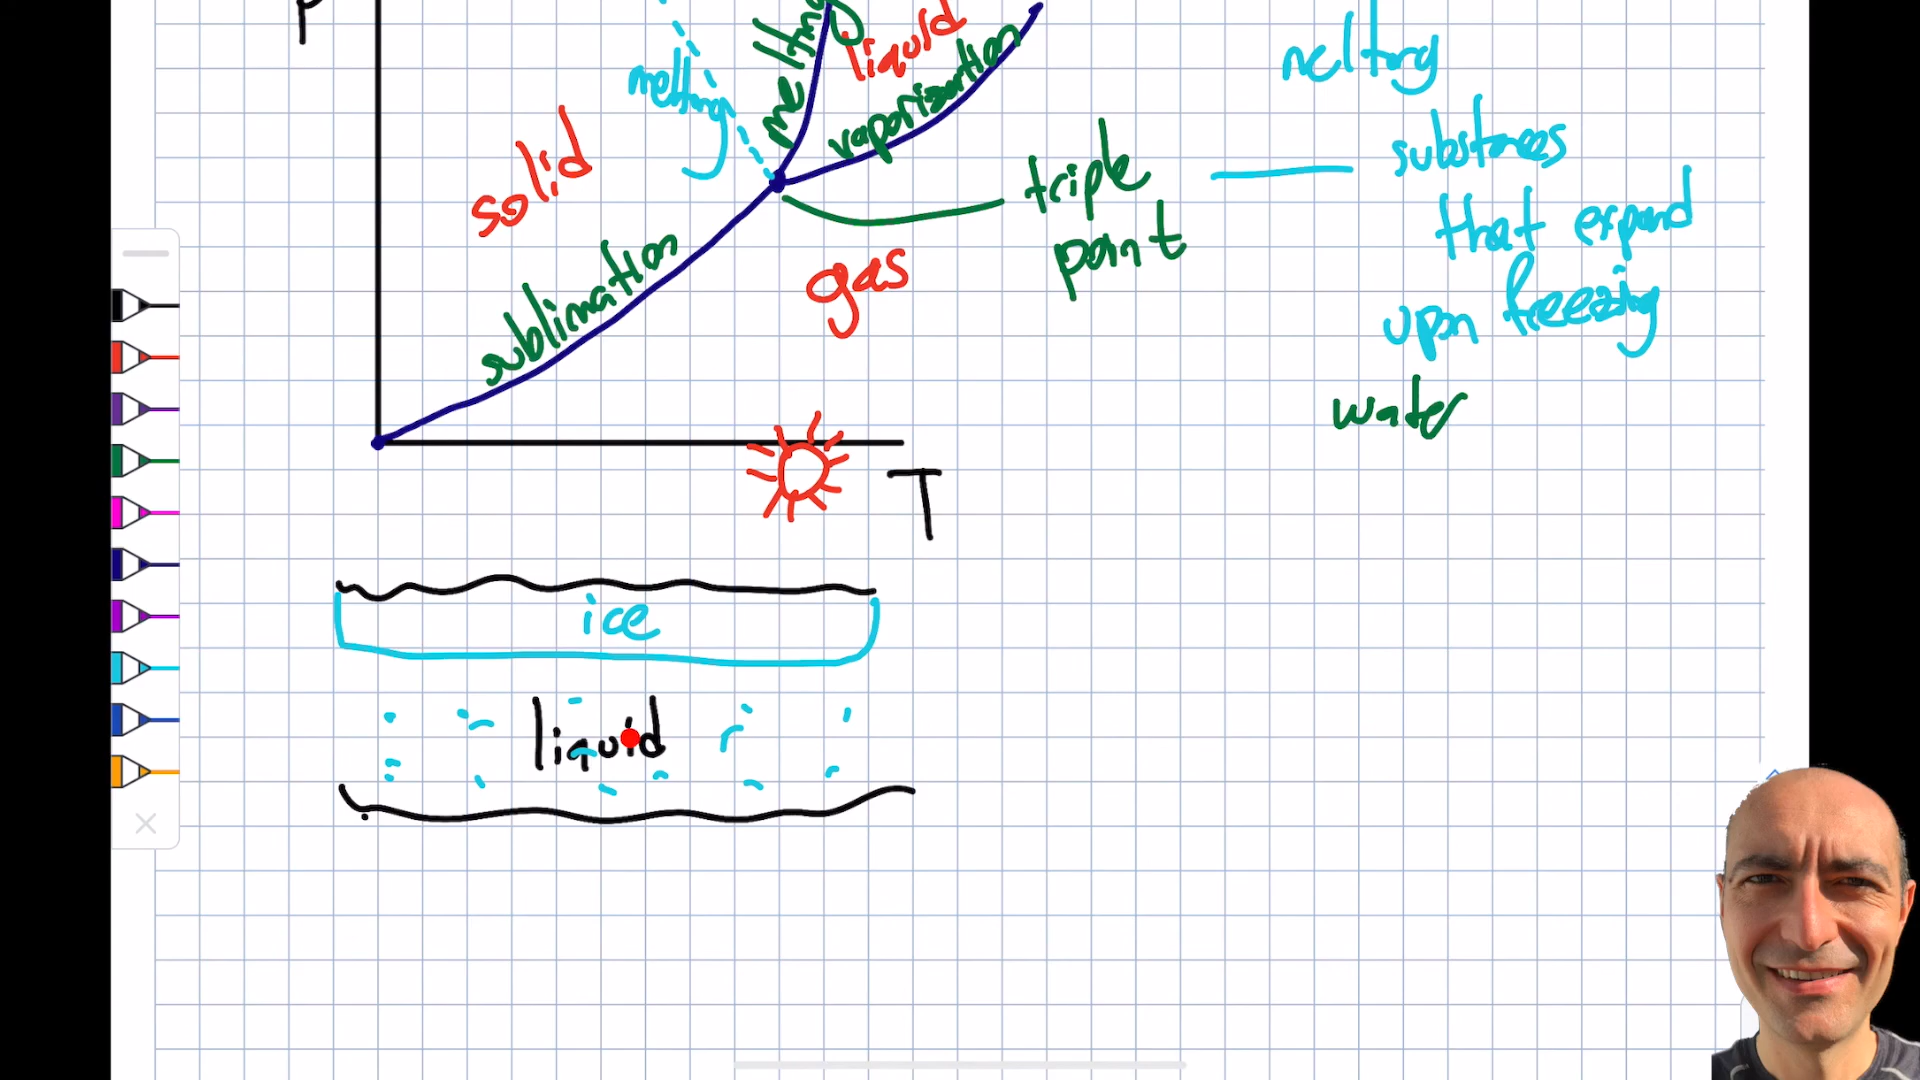 P
melting
liquid
vaporization
melting
solid
sublimation
triple
point
gas
T
melting
substances
that expand
upon freezing
water
ice
liquid